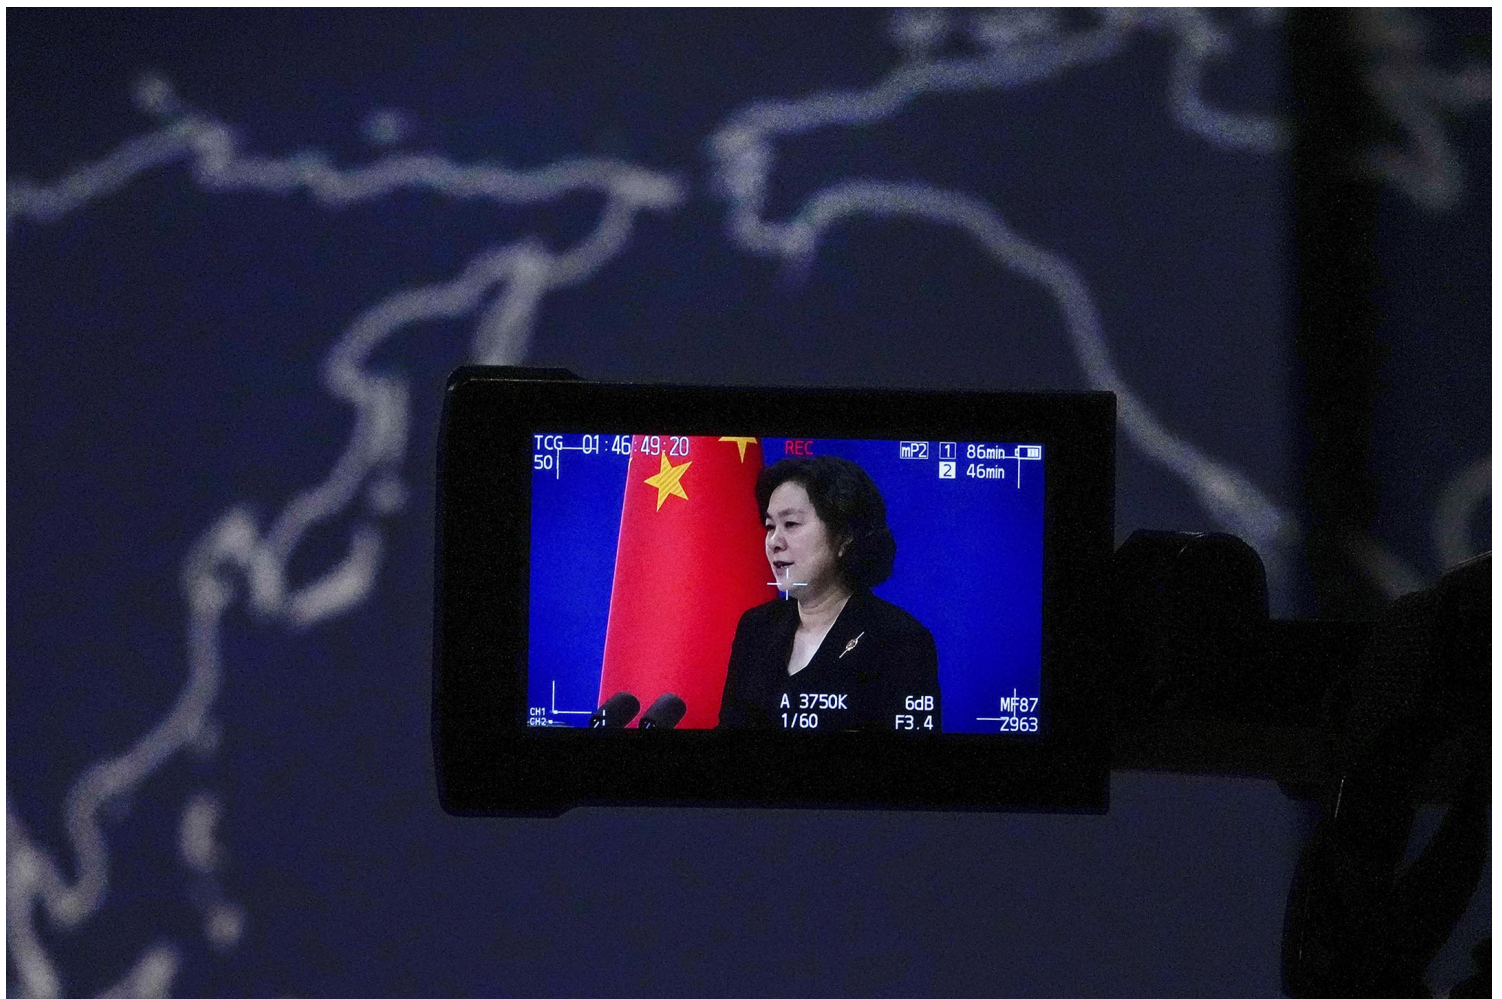 TCG 01:46:49:20 REC mP2 1 86min
50 2 46min
A 3750K 6dB MF87
CH1
1/60 F3.4 Z963
CH2